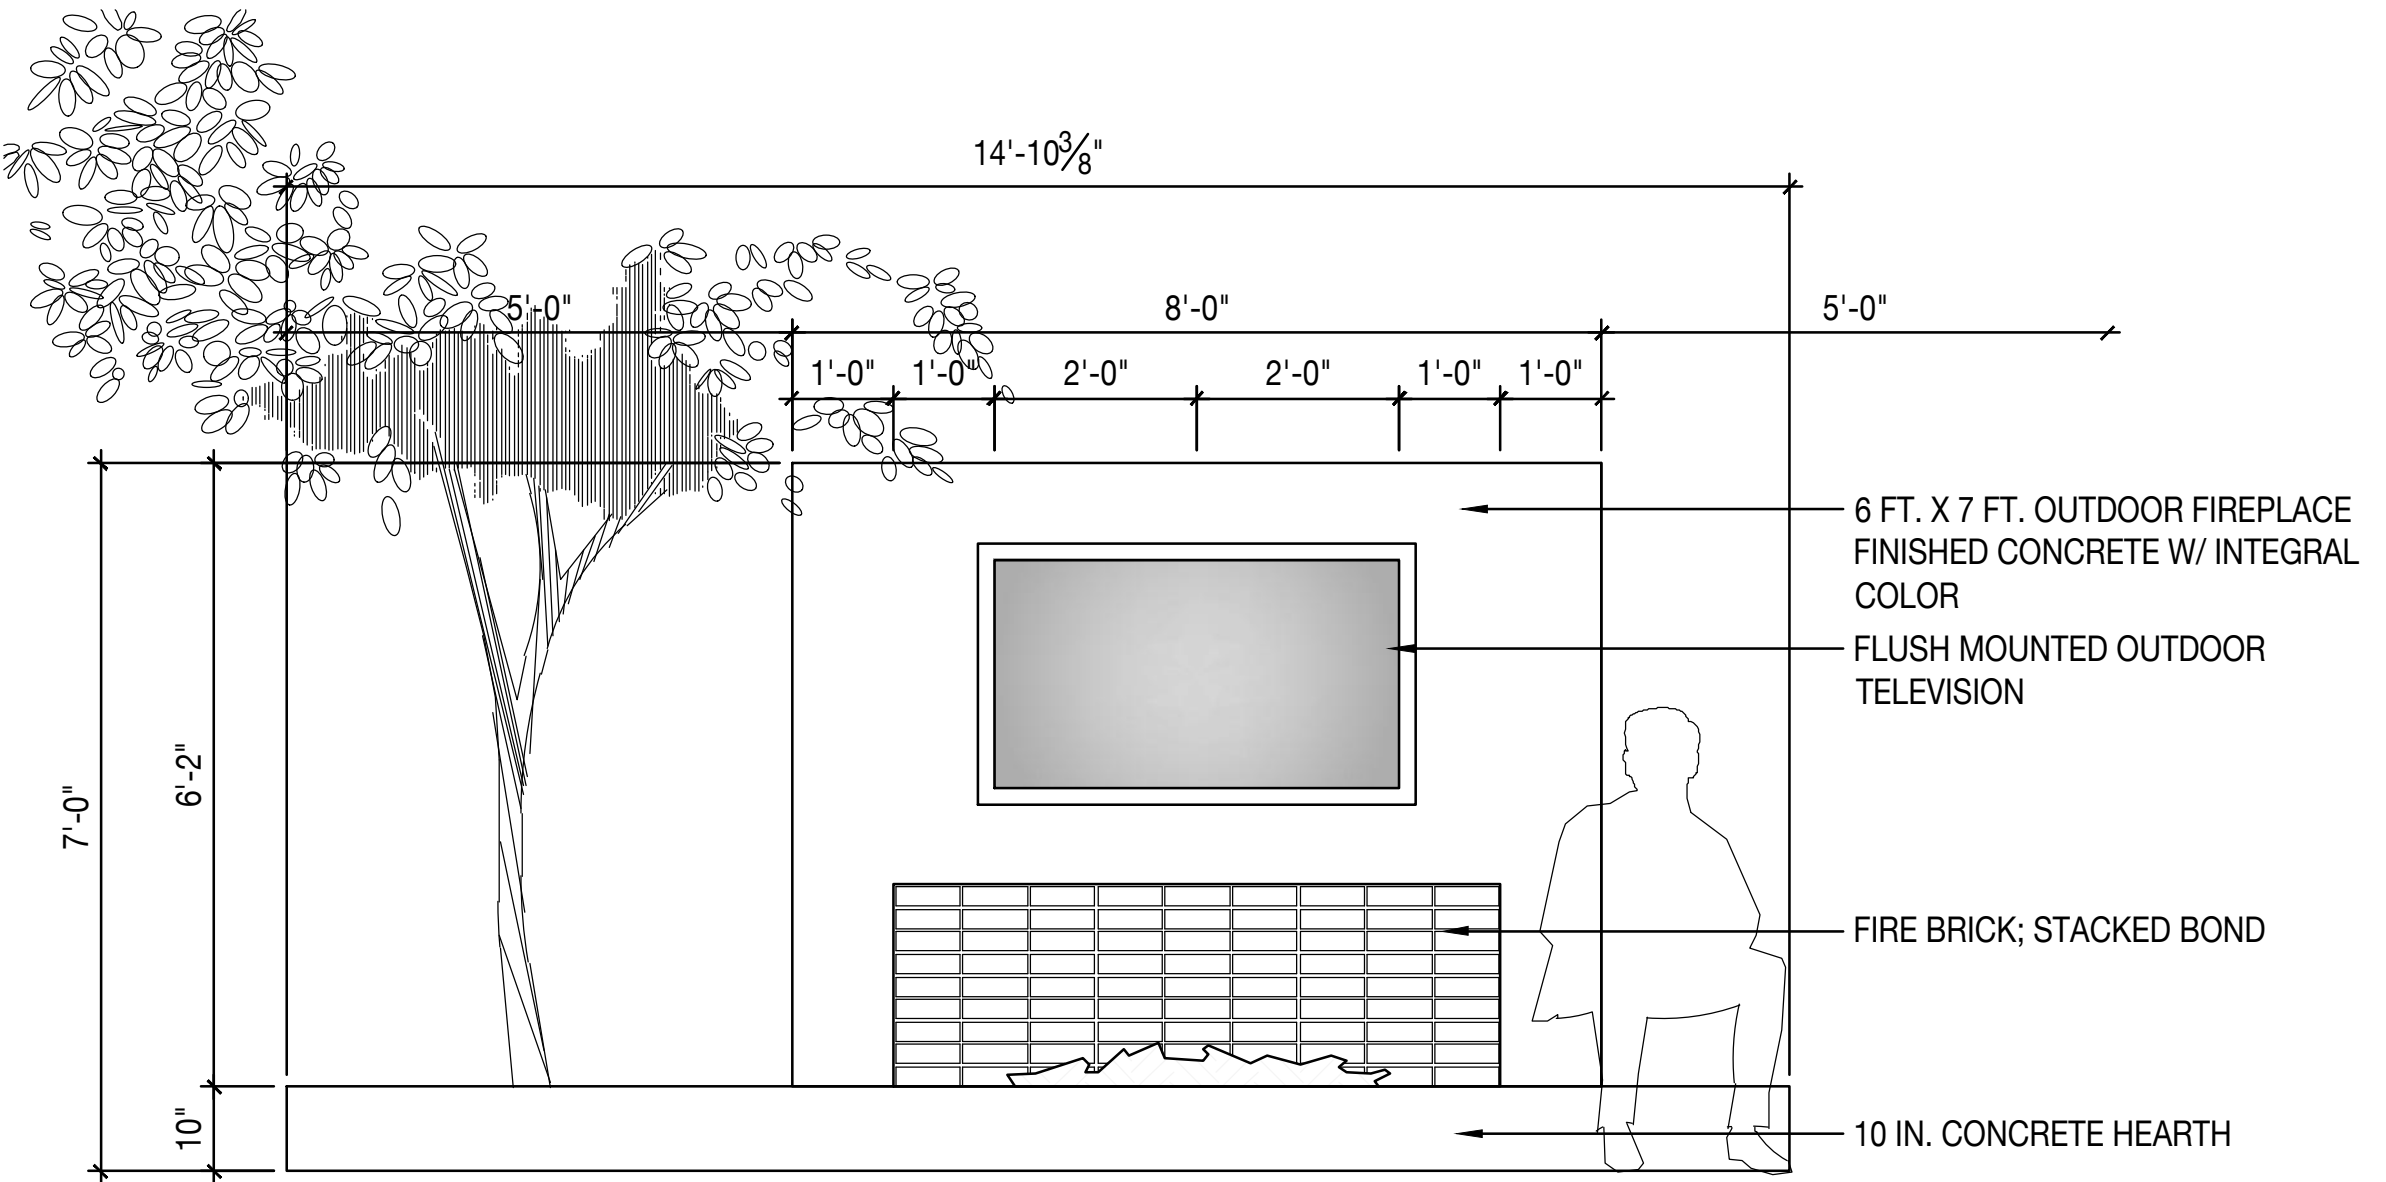 14'-10⅜"
5'-0" 8'-0" 5'-0"
1'-0" 1'-0" 2'-0" 2'-0" 1'-0" 1'-0"
6 FT. X 7 FT. OUTDOOR FIREPLACE
FINISHED CONCRETE W/ INTEGRAL
COLOR
FLUSH MOUNTED OUTDOOR
TELEVISION
7'-0"
6'-2"
FIRE BRICK; STACKED BOND
10"
10 IN. CONCRETE HEARTH